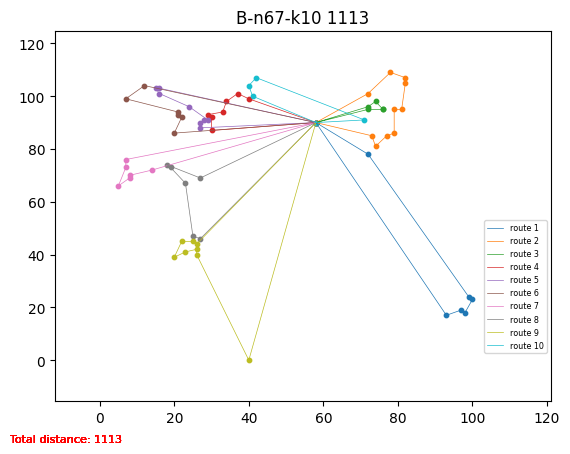 B-n67-k10 1113
120
100
80
60
40
20
0
0 20 40 60 80 100 120
route 1
route 2
route 3
route 4
route 5
route 6
route 7
route 8
route 9
route 10
Total distance: 1113